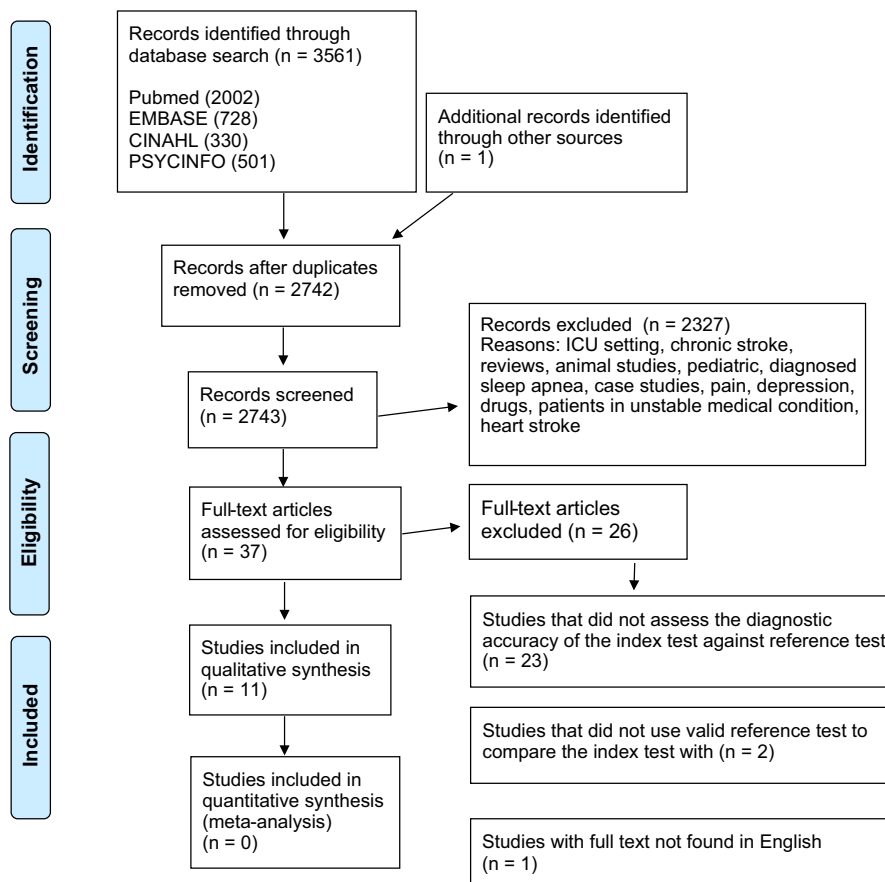 Identification
Records identified through
database search (n = 3561)
Pubmed (2002)
EMBASE (728)
CINAHL (330)
PSYCINFO (501)
Additional records identified
through other sources
(n = 1)
Screening
Records after duplicates
removed (n = 2742)
Records screened
(n = 2743)
Records excluded (n = 2327)
Reasons: ICU setting, chronic stroke,
reviews, animal studies, pediatric, diagnosed
sleep apnea, case studies, pain, depression,
drugs, patients in unstable medical condition,
heart stroke
Eligibility
Full-text articles
assessed for eligibility
(n = 37)
Full-text articles
excluded (n = 26)
Studies that did not assess the diagnostic
accuracy of the index test against reference test
(n = 23)
Included
Studies included in
qualitative synthesis
(n = 11)
Studies that did not use valid reference test to
compare the index test with (n = 2)
Studies included in
quantitative synthesis
(meta-analysis)
(n = 0)
Studies with full text not found in English
(n = 1)